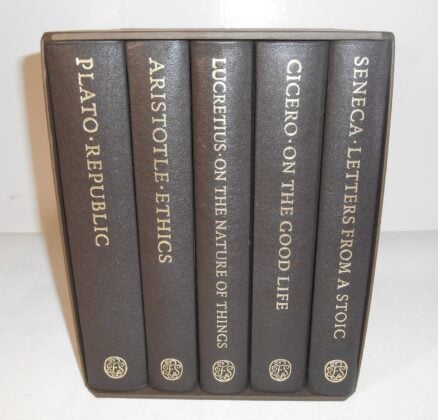 PLATO · REPUBLIC
ARISTOTLE · ETHICS
LUCRETIUS · ON THE NATURE OF THINGS
CICERO · ON THE GOOD LIFE
SENECA · LETTERS FROM A STOIC